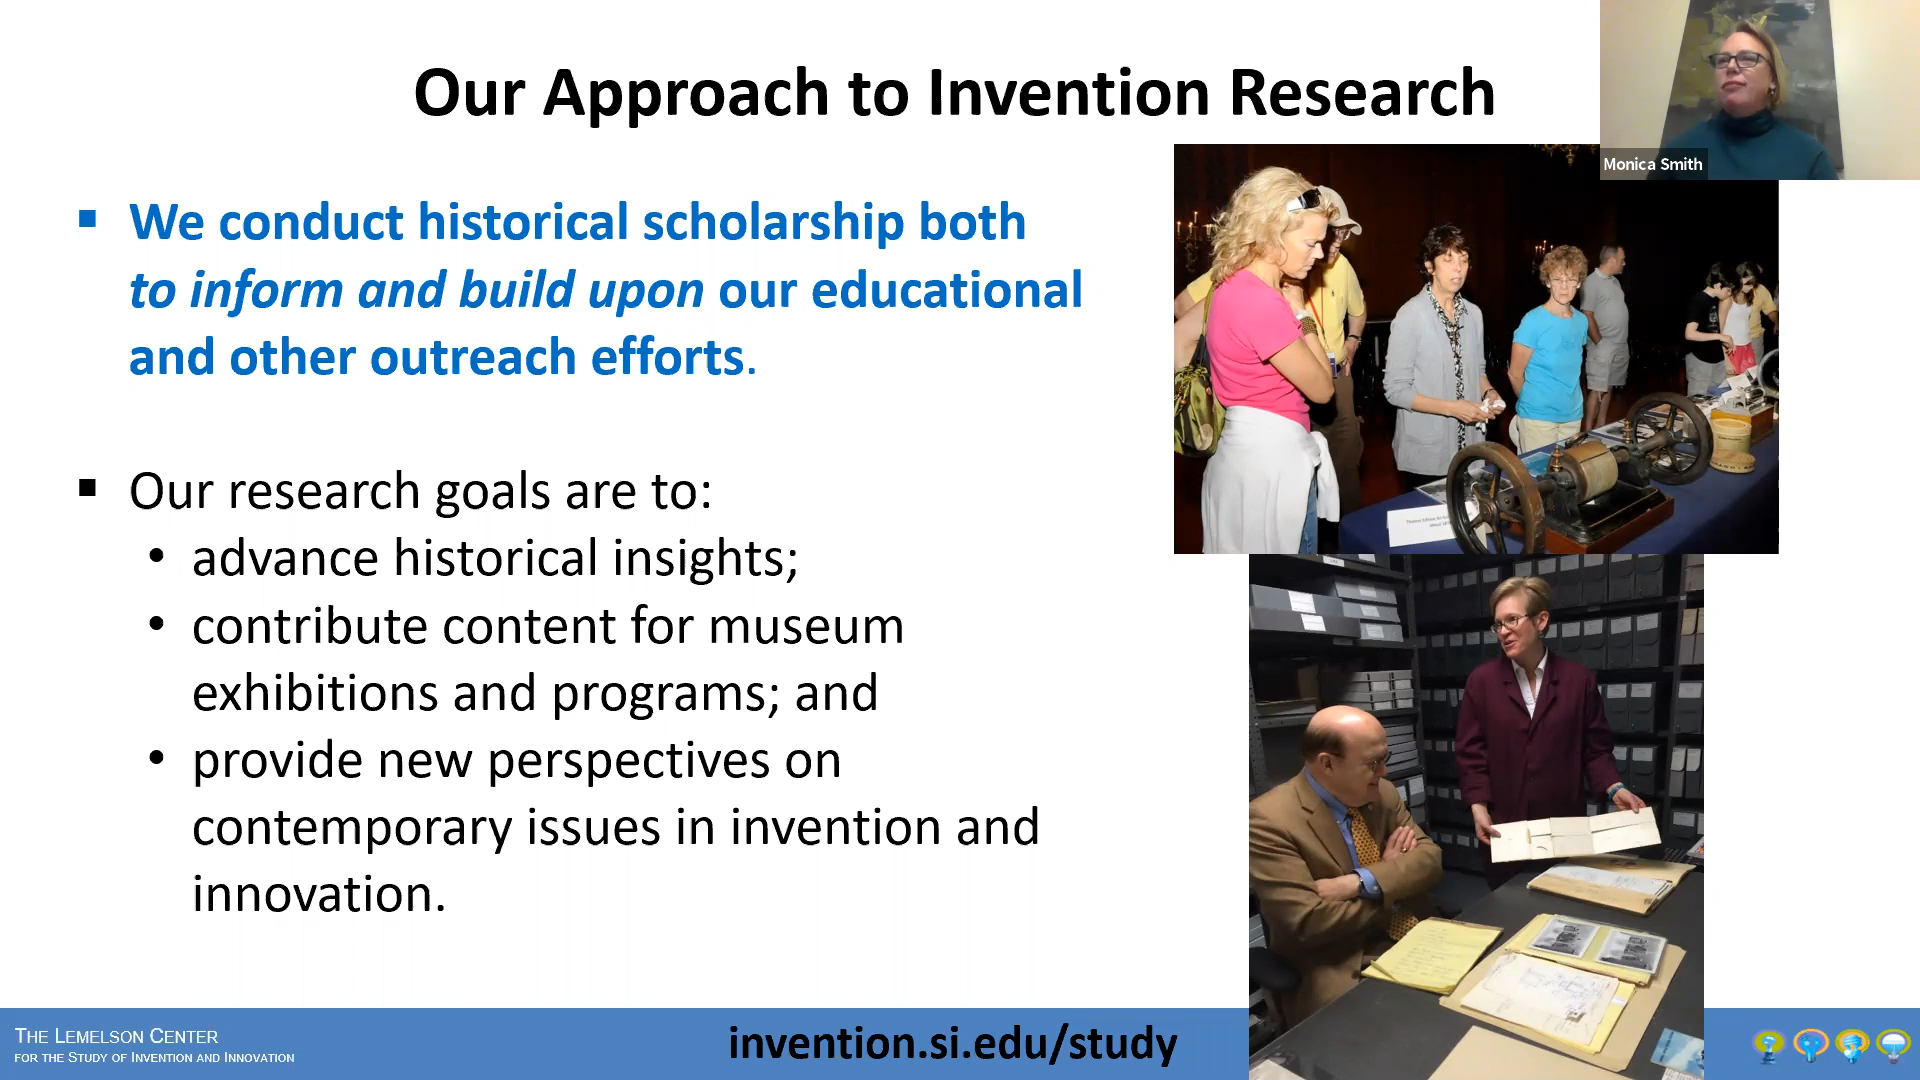 Our Approach to Invention Research
Monica Smith
▪ We conduct historical scholarship both
to inform and build upon our educational
and other outreach efforts.
▪ Our research goals are to:
• advance historical insights;
• contribute content for museum
exhibitions and programs; and
• provide new perspectives on
contemporary issues in invention and
innovation.
THE LEMELSON CENTER
FOR THE STUDY OF INVENTION AND INNOVATION
invention.si.edu/study